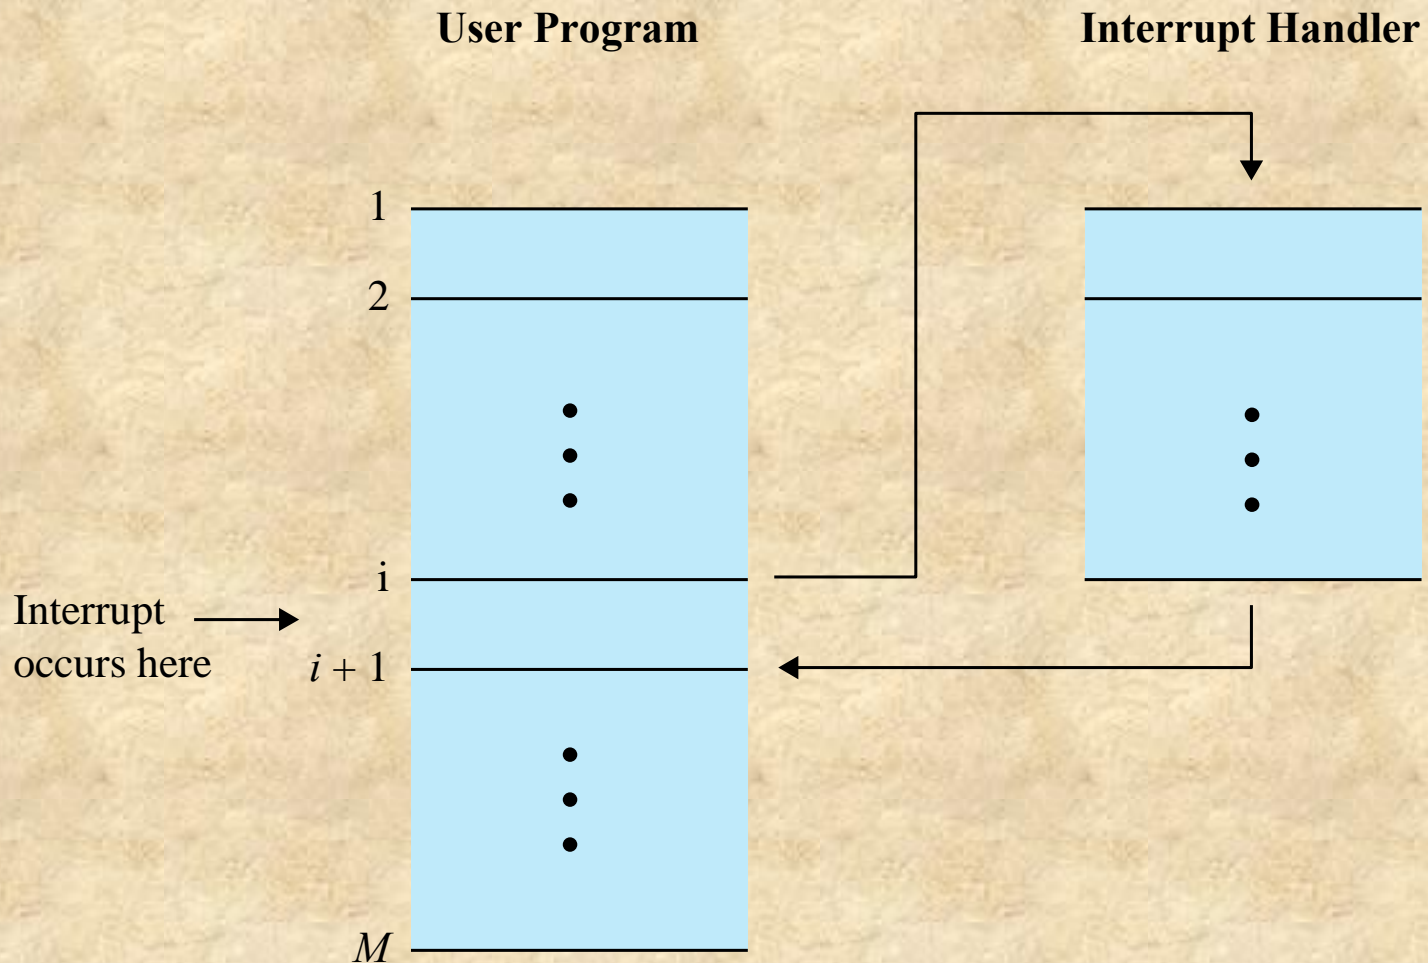 User Program
Interrupt Handler
1
2
i
Interrupt
occurs here
i + 1
M